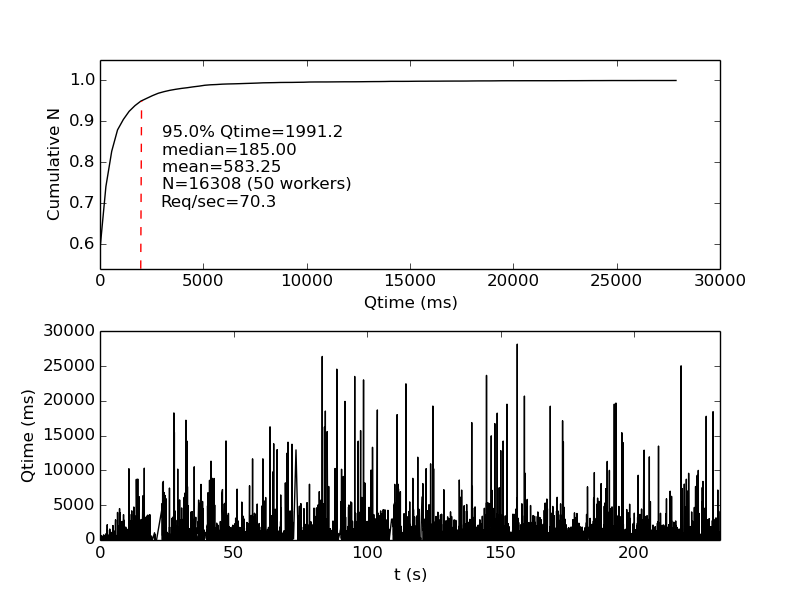 1.0
0.9
0.8
0.7
0.6
Cumulative N
95.0% Qtime=1991.2
median=185.00
mean=583.25
N=16308 (50 workers)
Req/sec=70.3
0 5000 10000 15000 20000 25000 30000
Qtime (ms)
30000
25000
20000
15000
10000
5000
0
Qtime (ms)
0 50 100 150 200
t (s)